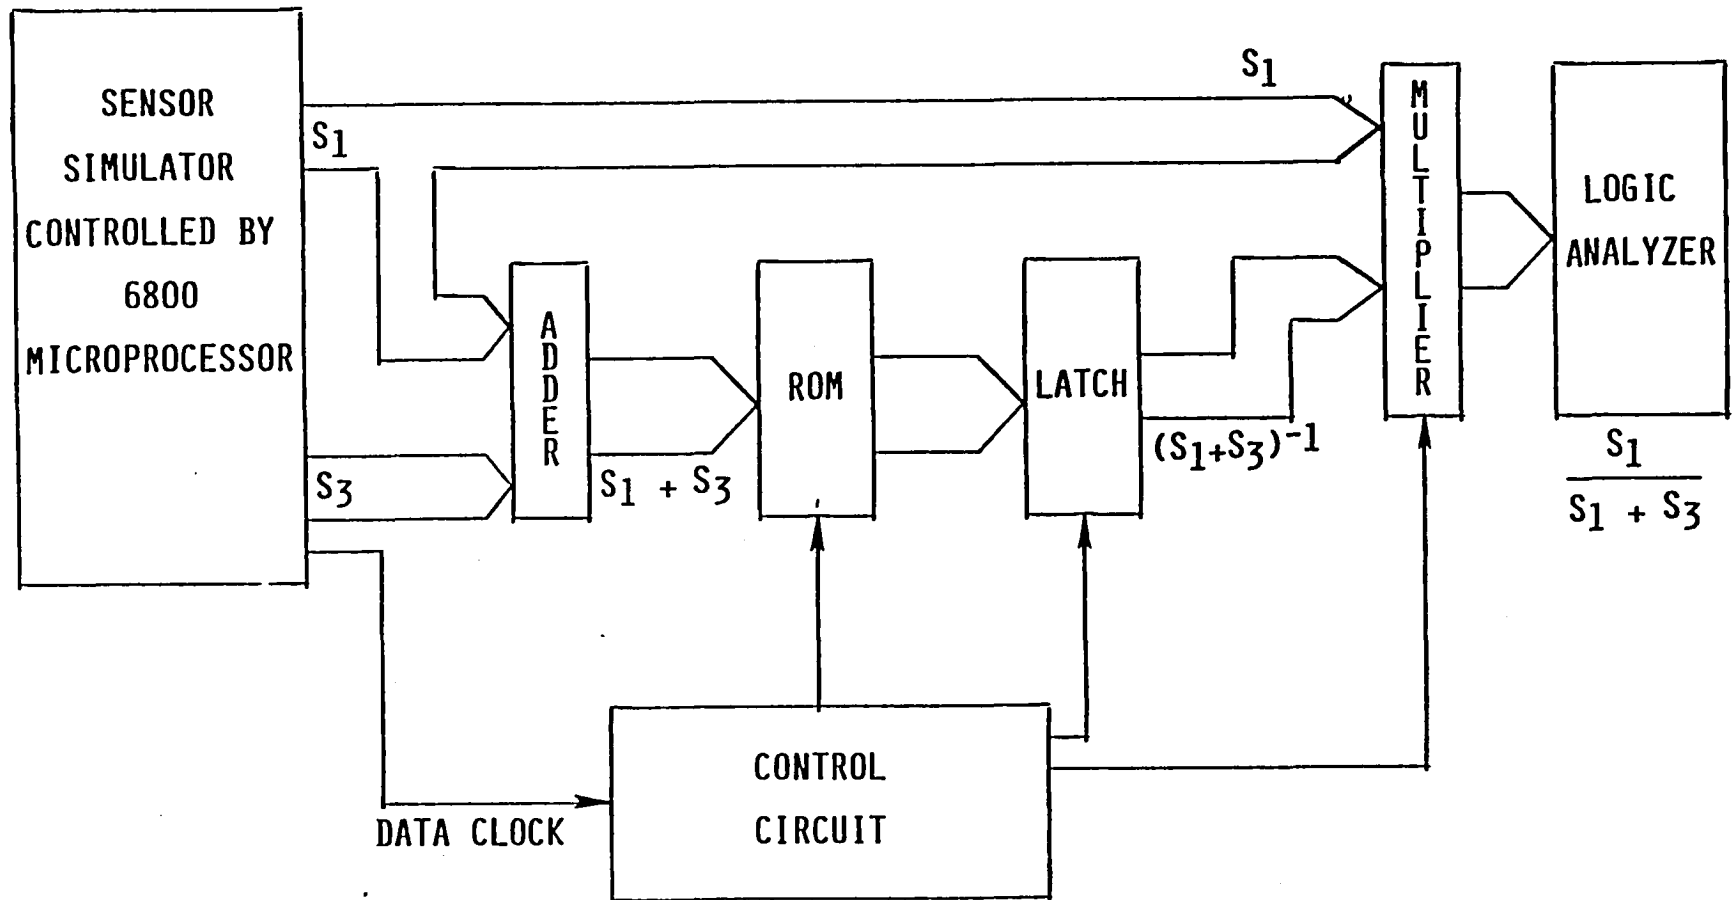 SENSOR
SIMULATOR
CONTROLLED BY
6800
MICROPROCESSOR
S1
S1
S3
ADDER
S1 + S3
ROM
LATCH
(S1+S3)^-1
MULTIPLIER
LOGIC
ANALYZER
S1
S1 + S3
DATA CLOCK
CONTROL
CIRCUIT